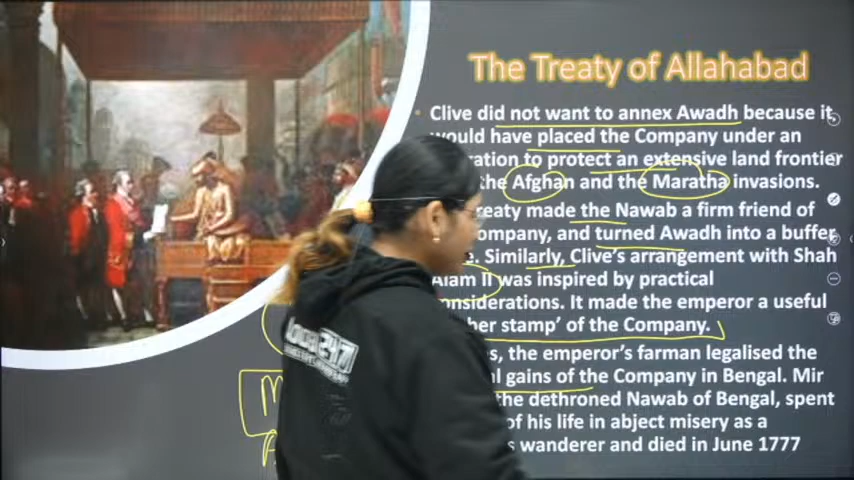 The Treaty of Allahabad
• Clive did not want to annex Awadh because it
would have placed the Company under an
to protect an extensive land frontier
the Afghan and the Maratha invasions.
reaty made the Nawab a firm friend of
ompany, and turned Awadh into a buffer
e. Similarly, Clive's arrangement with Shah
Alam II was inspired by practical
considerations. It made the emperor a useful
stamp' of the Company.
s, the emperor's farman legalised the
gains of the Company in Bengal. Mir
the dethroned Nawab of Bengal, spent
of his life in abject misery as a
wanderer and died in June 1777